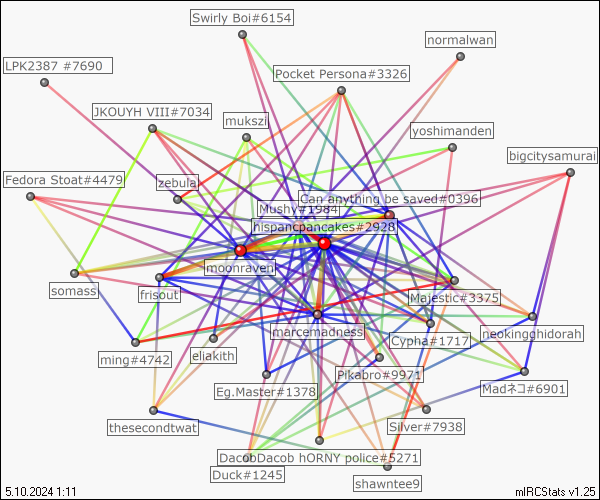 Swirly Boi#6154
normalwan
LPK2387 #7690
Pocket Persona#3326
JKOUYH VIII#7034
mukszi
yoshimanden
bigcitysamurai
Fedora Stoat#4479
zebula
Can anything be saved#0396
Mushy#1984
hispancpancakes#2928
moonraven
somass
frisout
Majestic#3375
marcemadness
neokingghidorah
Cypha#1717
ming#4742
eliakith
Pikabro#9971
Eg.Master#1378
Madネコ#6901
thesecondtwat
Silver#7938
DacobDacob hORNY police#5271
Duck#1245
shawntee9
5.10.2024 1:11
mIRCStats v1.25